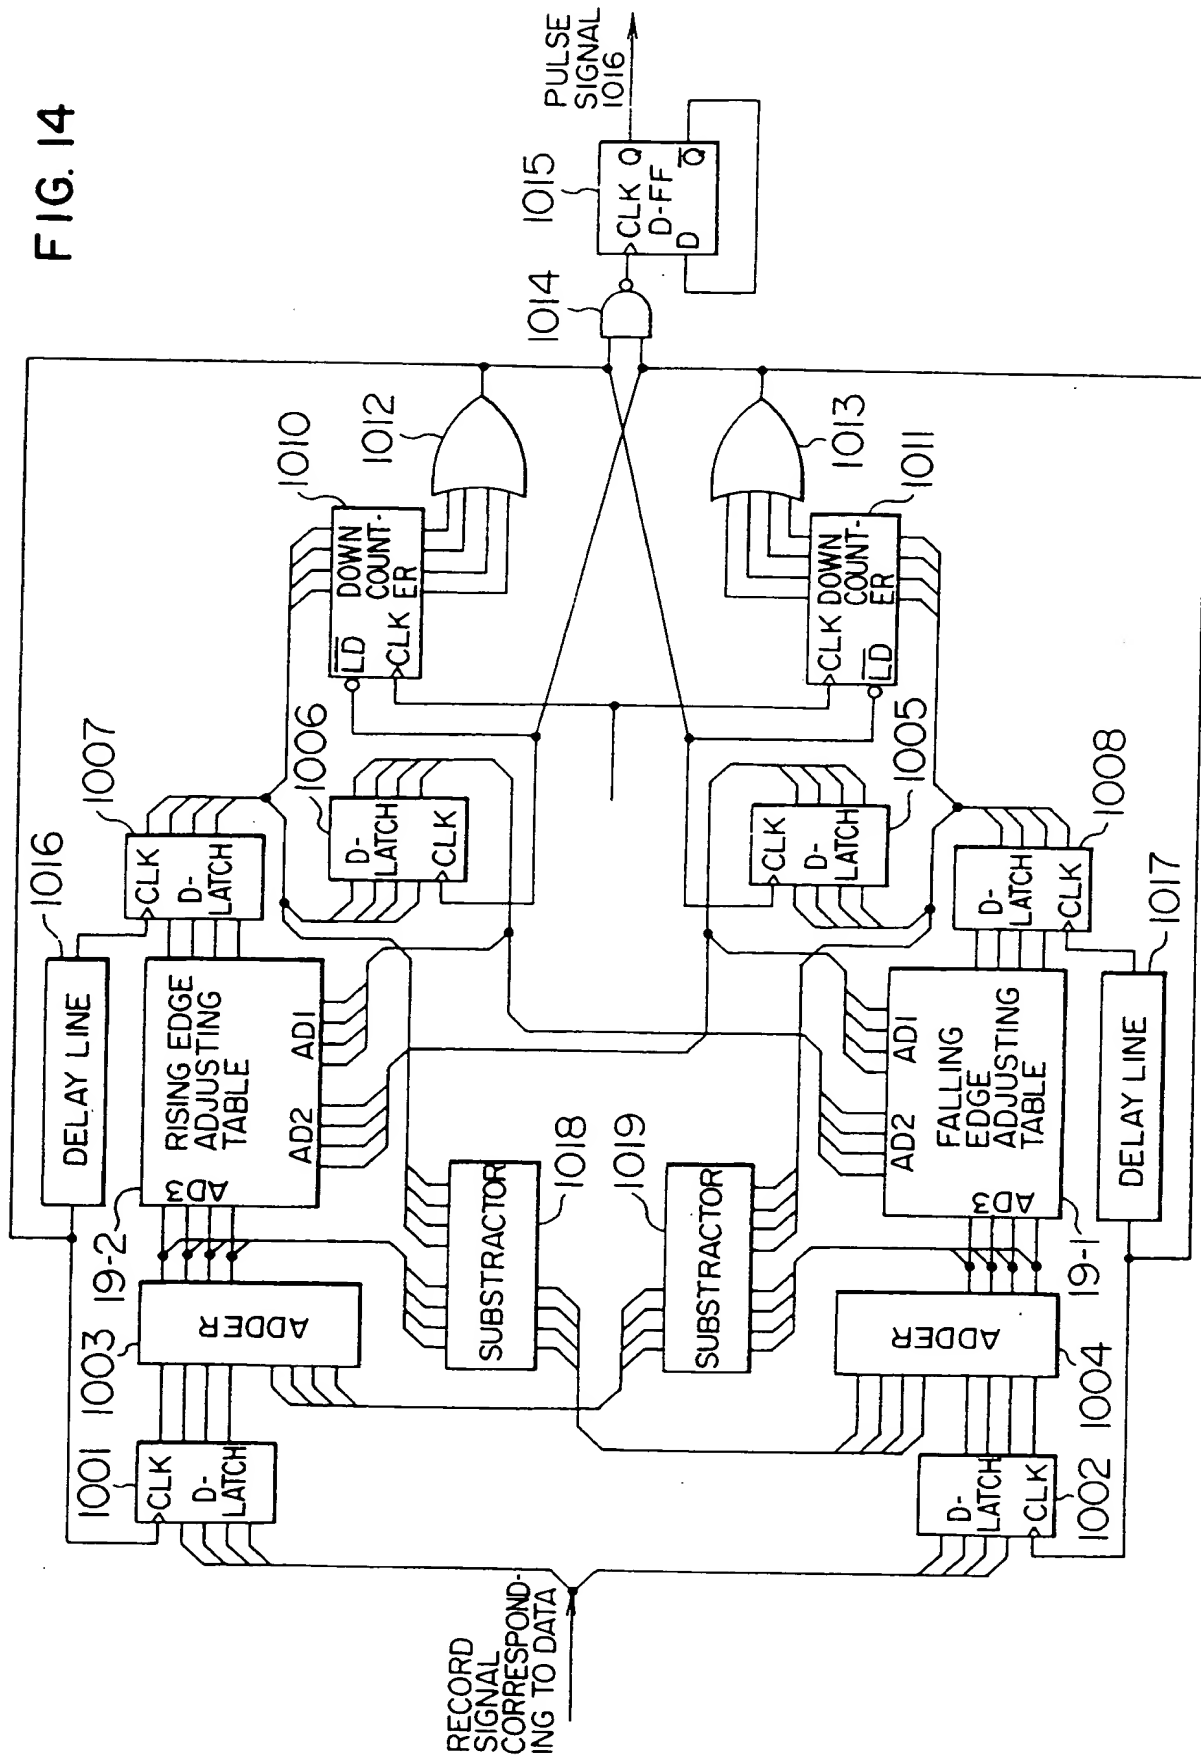 FIG. 14
RECORD
SIGNAL
CORRESPOND-
ING TO DATA
1001
CLK
D-
LATCH
1003
ADDER
19-2
RISING EDGE
ADJUSTING
TABLE
AD3
AD2
AD1
DELAY LINE
1016
1007
CLK
D-
LATCH
1006
D-
LATCH
CLK
1010
DOWN
COUNT-
ER
LD
CLK
1012
1014
1015
CLK
Q
D-FF
D
Q
PULSE
SIGNAL
1016
SUBSTRACTOR
1018
SUBSTRACTOR
1019
1005
CLK
D-
LATCH
1011
CLK
DOWN
COUNT-
ER
LD
1013
1002
D-
LATCH
CLK
ADDER
1004
19-1
FALLING
EDGE
ADJUSTING
TABLE
AD3
AD2
AD1
1008
D-
LATCH
CLK
DELAY LINE
1017